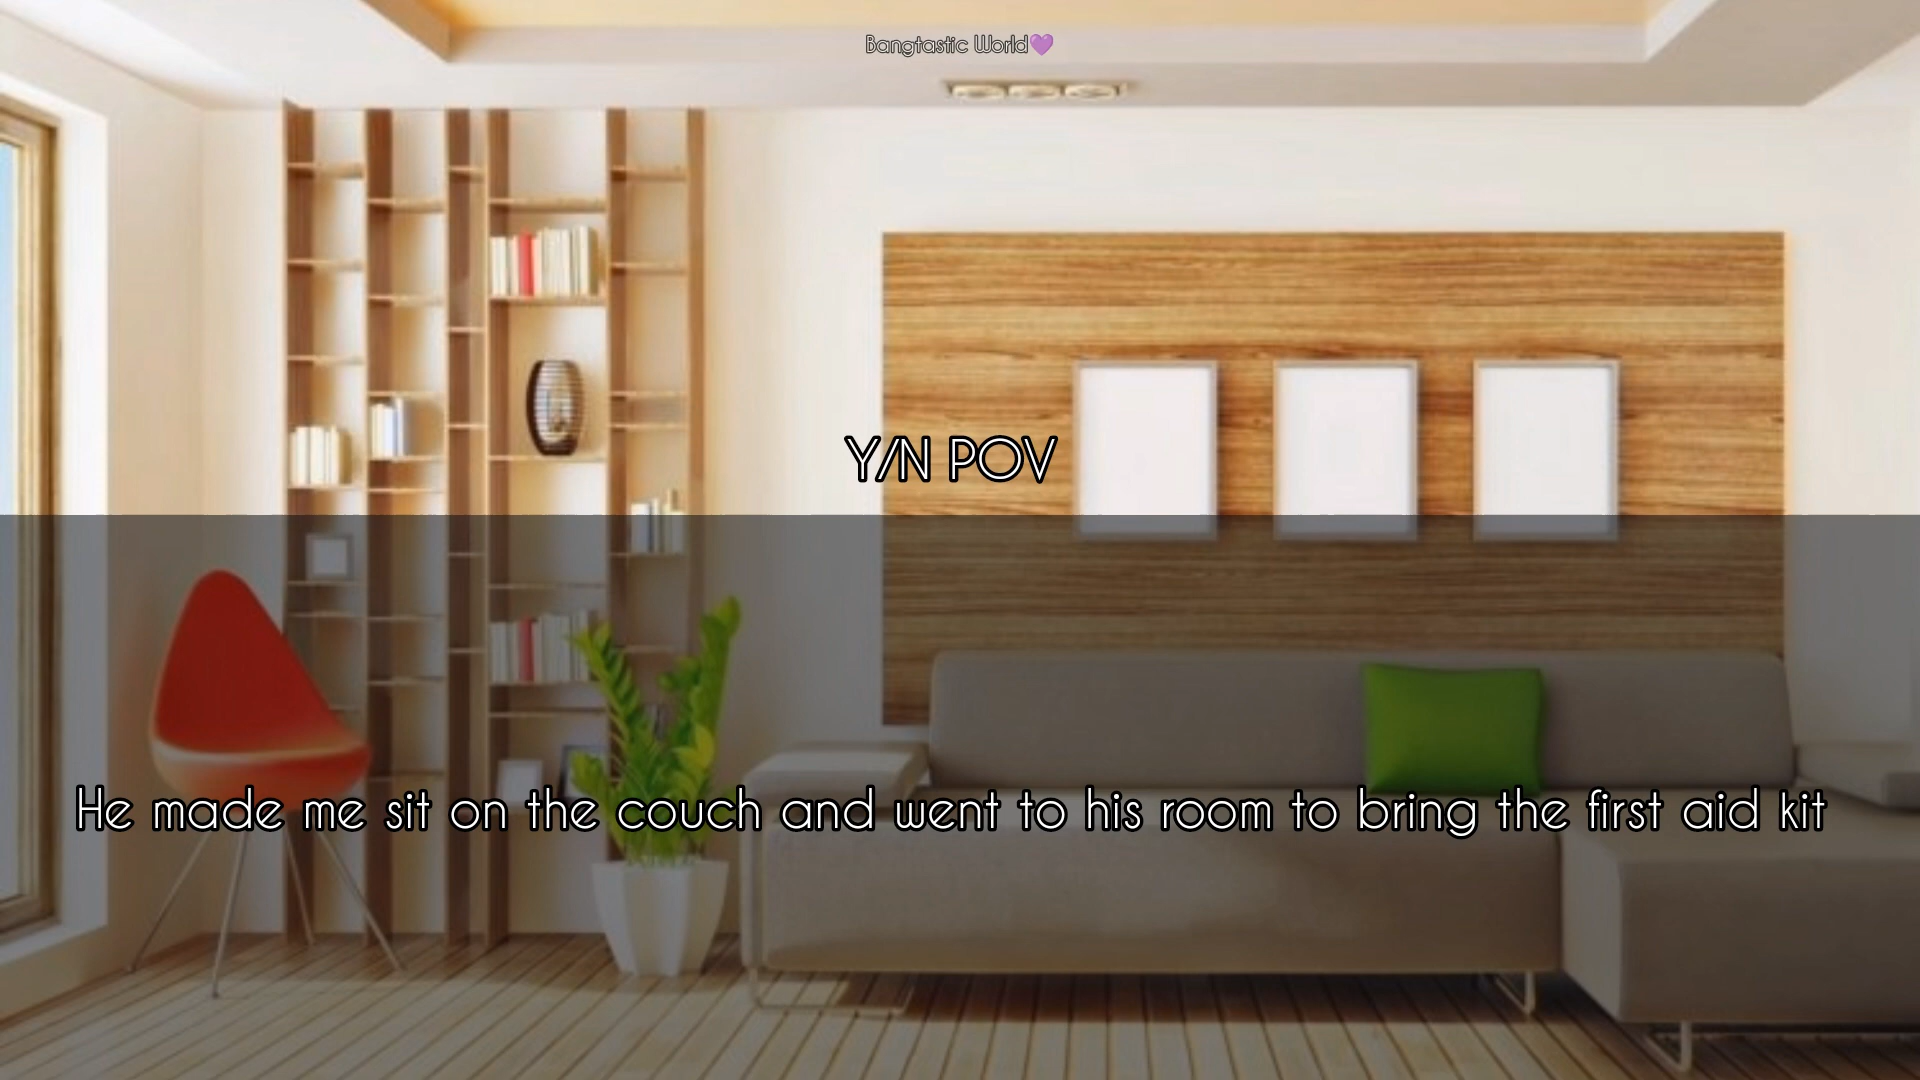 Bangtastic World💜
Y/N POV
He made me sit on the couch and went to his room to bring the first aid kit